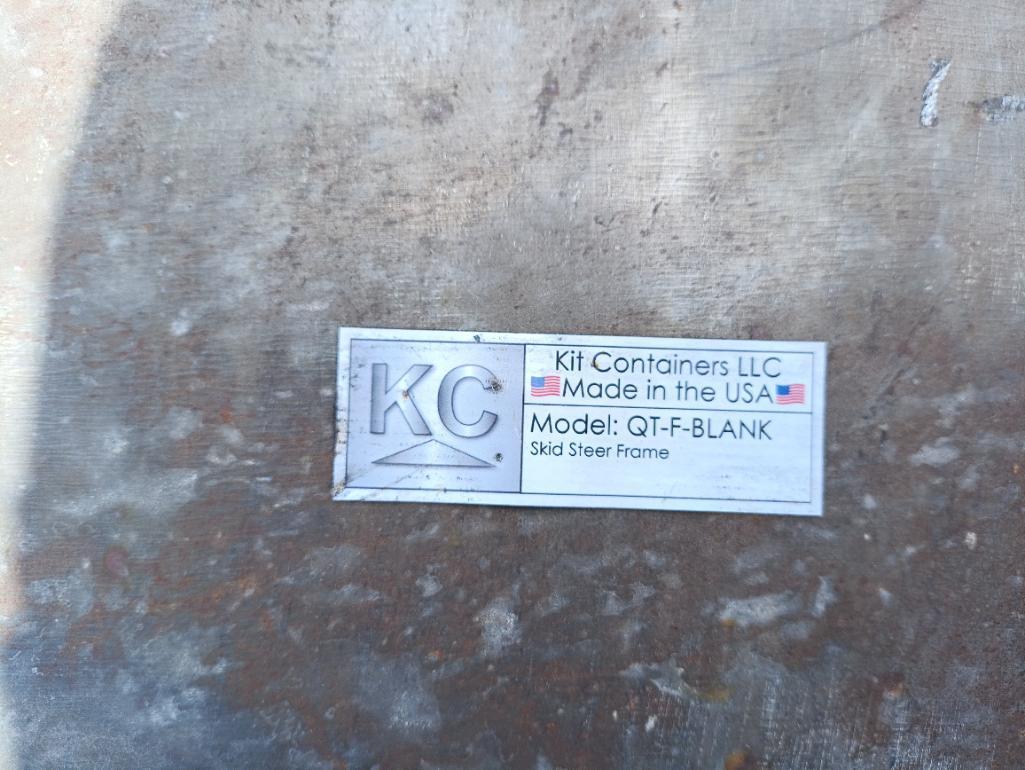 KC
Kit Containers LLC
Made in the USA
Model: QT-F-BLANK
Skid Steer Frame